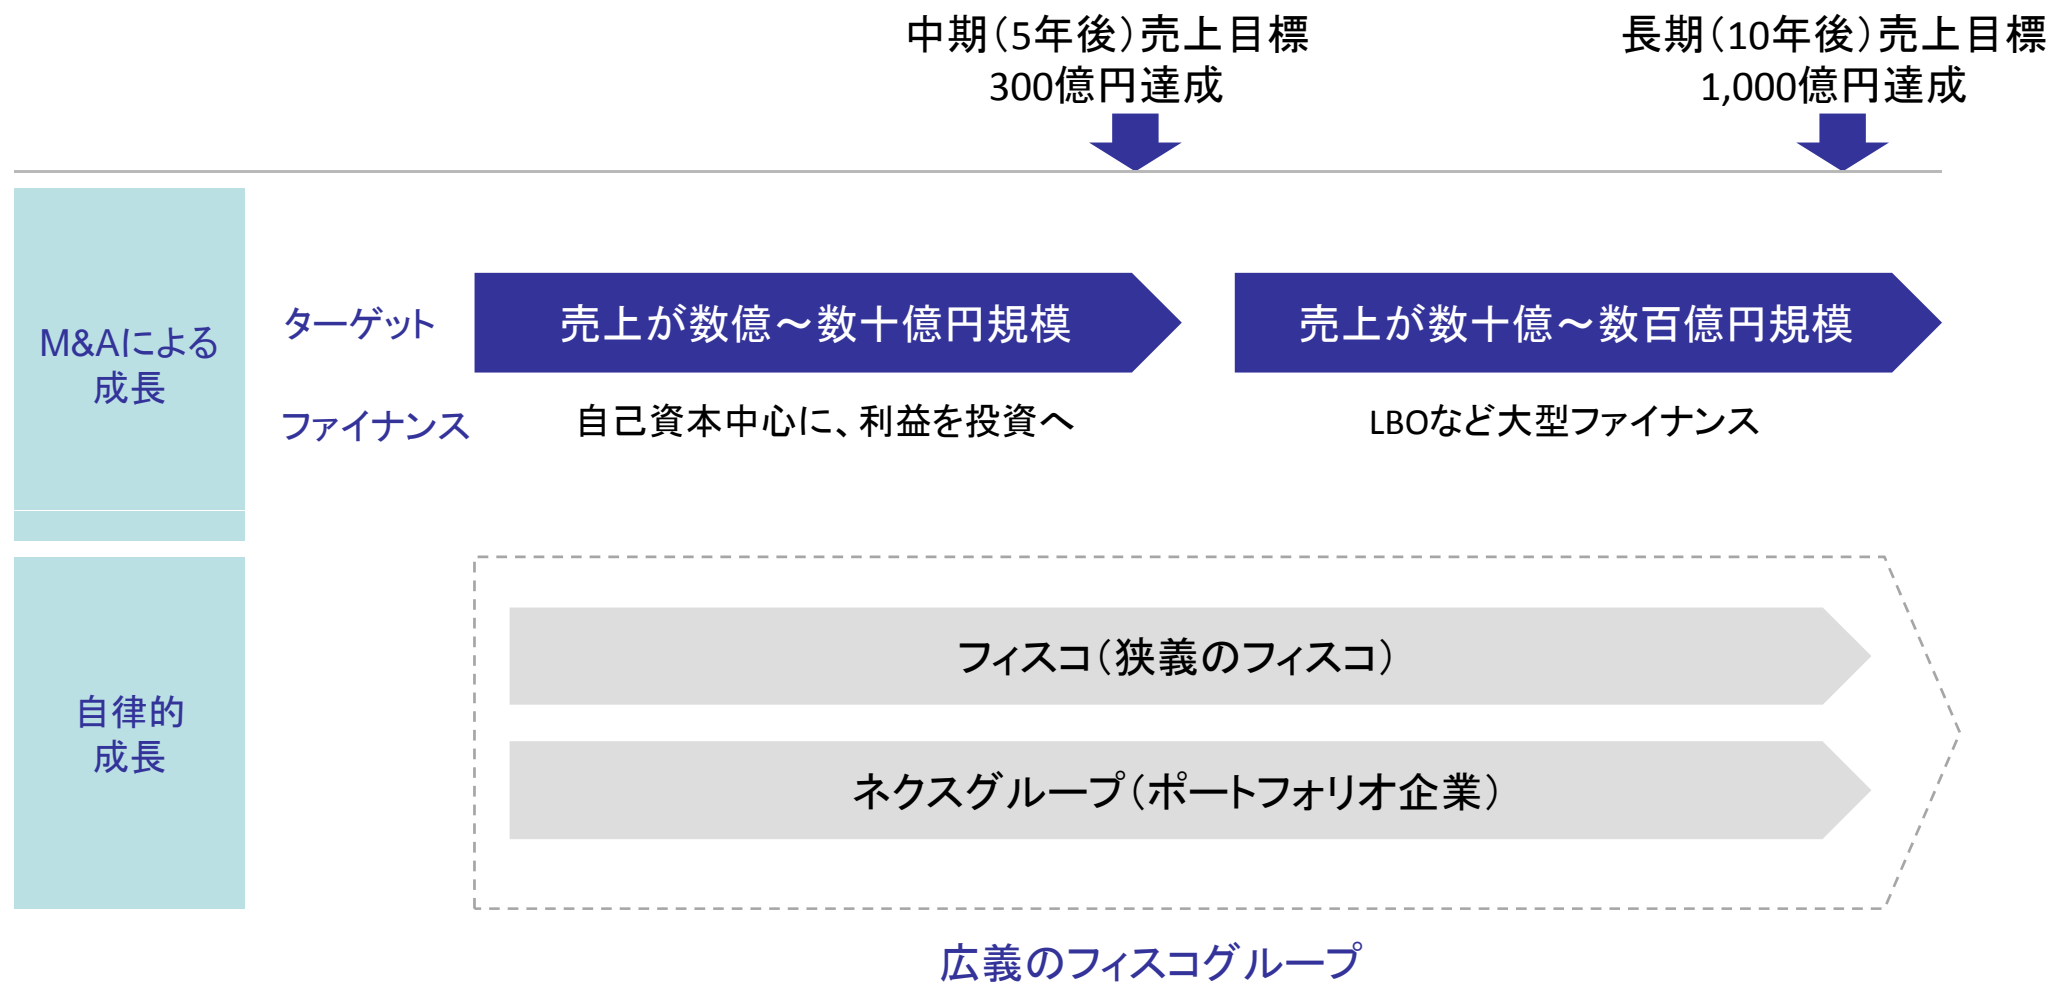 中期（5年後）売上目標
300億円達成
長期（10年後）売上目標
1,000億円達成
M&Aによる
成長
ターゲット
売上が数億～数十億円規模
売上が数十億～数百億円規模
ファイナンス
自己資本中心に、利益を投資へ
LBOなど大型ファイナンス
自律的
成長
フィスコ（狭義のフィスコ）
ネクスグループ（ポートフォリオ企業）
広義のフィスコグループ